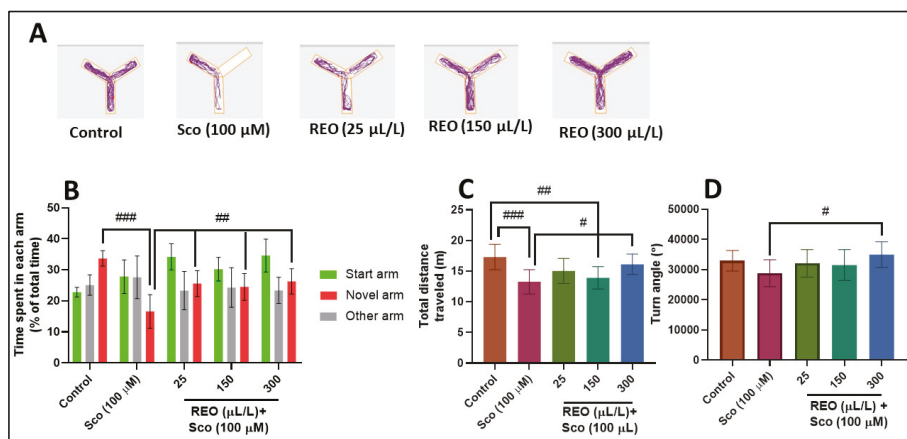 A
Control
Sco (100 μM)
REO (25 μL/L)
REO (150 μL/L)
REO (300 μL/L)
B
Time spent in each arm
(% of total time)
50
40
30
20
10
0
###
##
Start arm
Novel arm
Other arm
Control
Sco (100 μM)
25
150
300
REO (μL/L)+
Sco (100 μM)
C
Total distance
traveled (m)
25
20
15
10
5
0
##
###
#
Control
Sco (100 μM)
25
150
300
REO (μL/L)+
Sco (100 μL)
D
Turn angle (°)
50000
40000
30000
20000
10000
0
#
Control
Sco (100 μM)
25
150
300
REO (μL/L) +
Sco (100 μM)